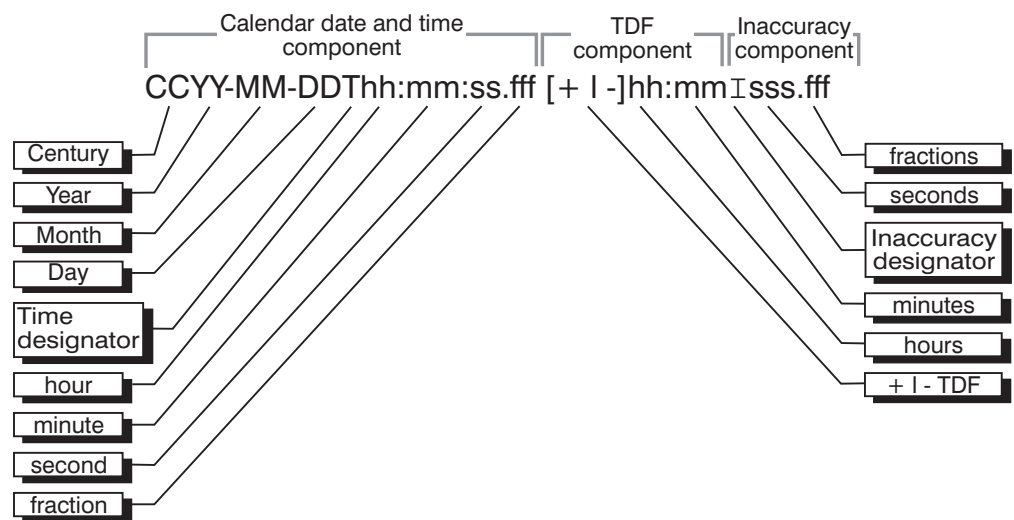 Calendar date and time
component
TDF
component
Inaccuracy
component
CCYY-MM-DDThh:mm:ss.fff [+ I -]hh:mmIsss.fff
Century
Year
Month
Day
Time
designator
hour
minute
second
fraction
fractions
seconds
Inaccuracy
designator
minutes
hours
+ I - TDF